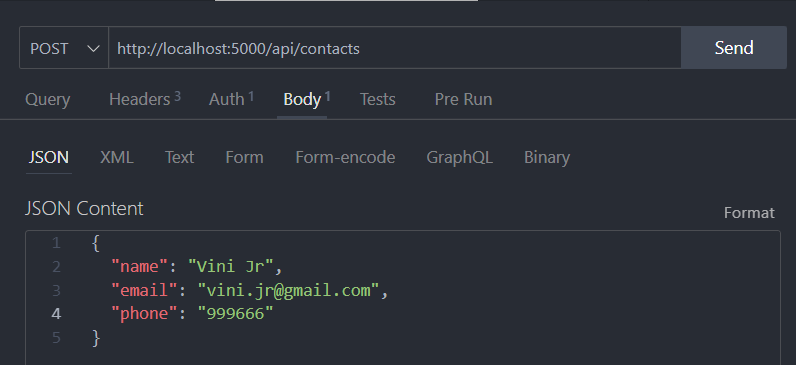 POST http://localhost:5000/api/contacts Send
Query Headers 3 Auth 1 Body 1 Tests Pre Run
JSON XML Text Form Form-encode GraphQL Binary
JSON Content
Format
1 {
2 "name": "Vini Jr",
3 "email": "vini.jr@gmail.com",
4 "phone": "999666"
5 }